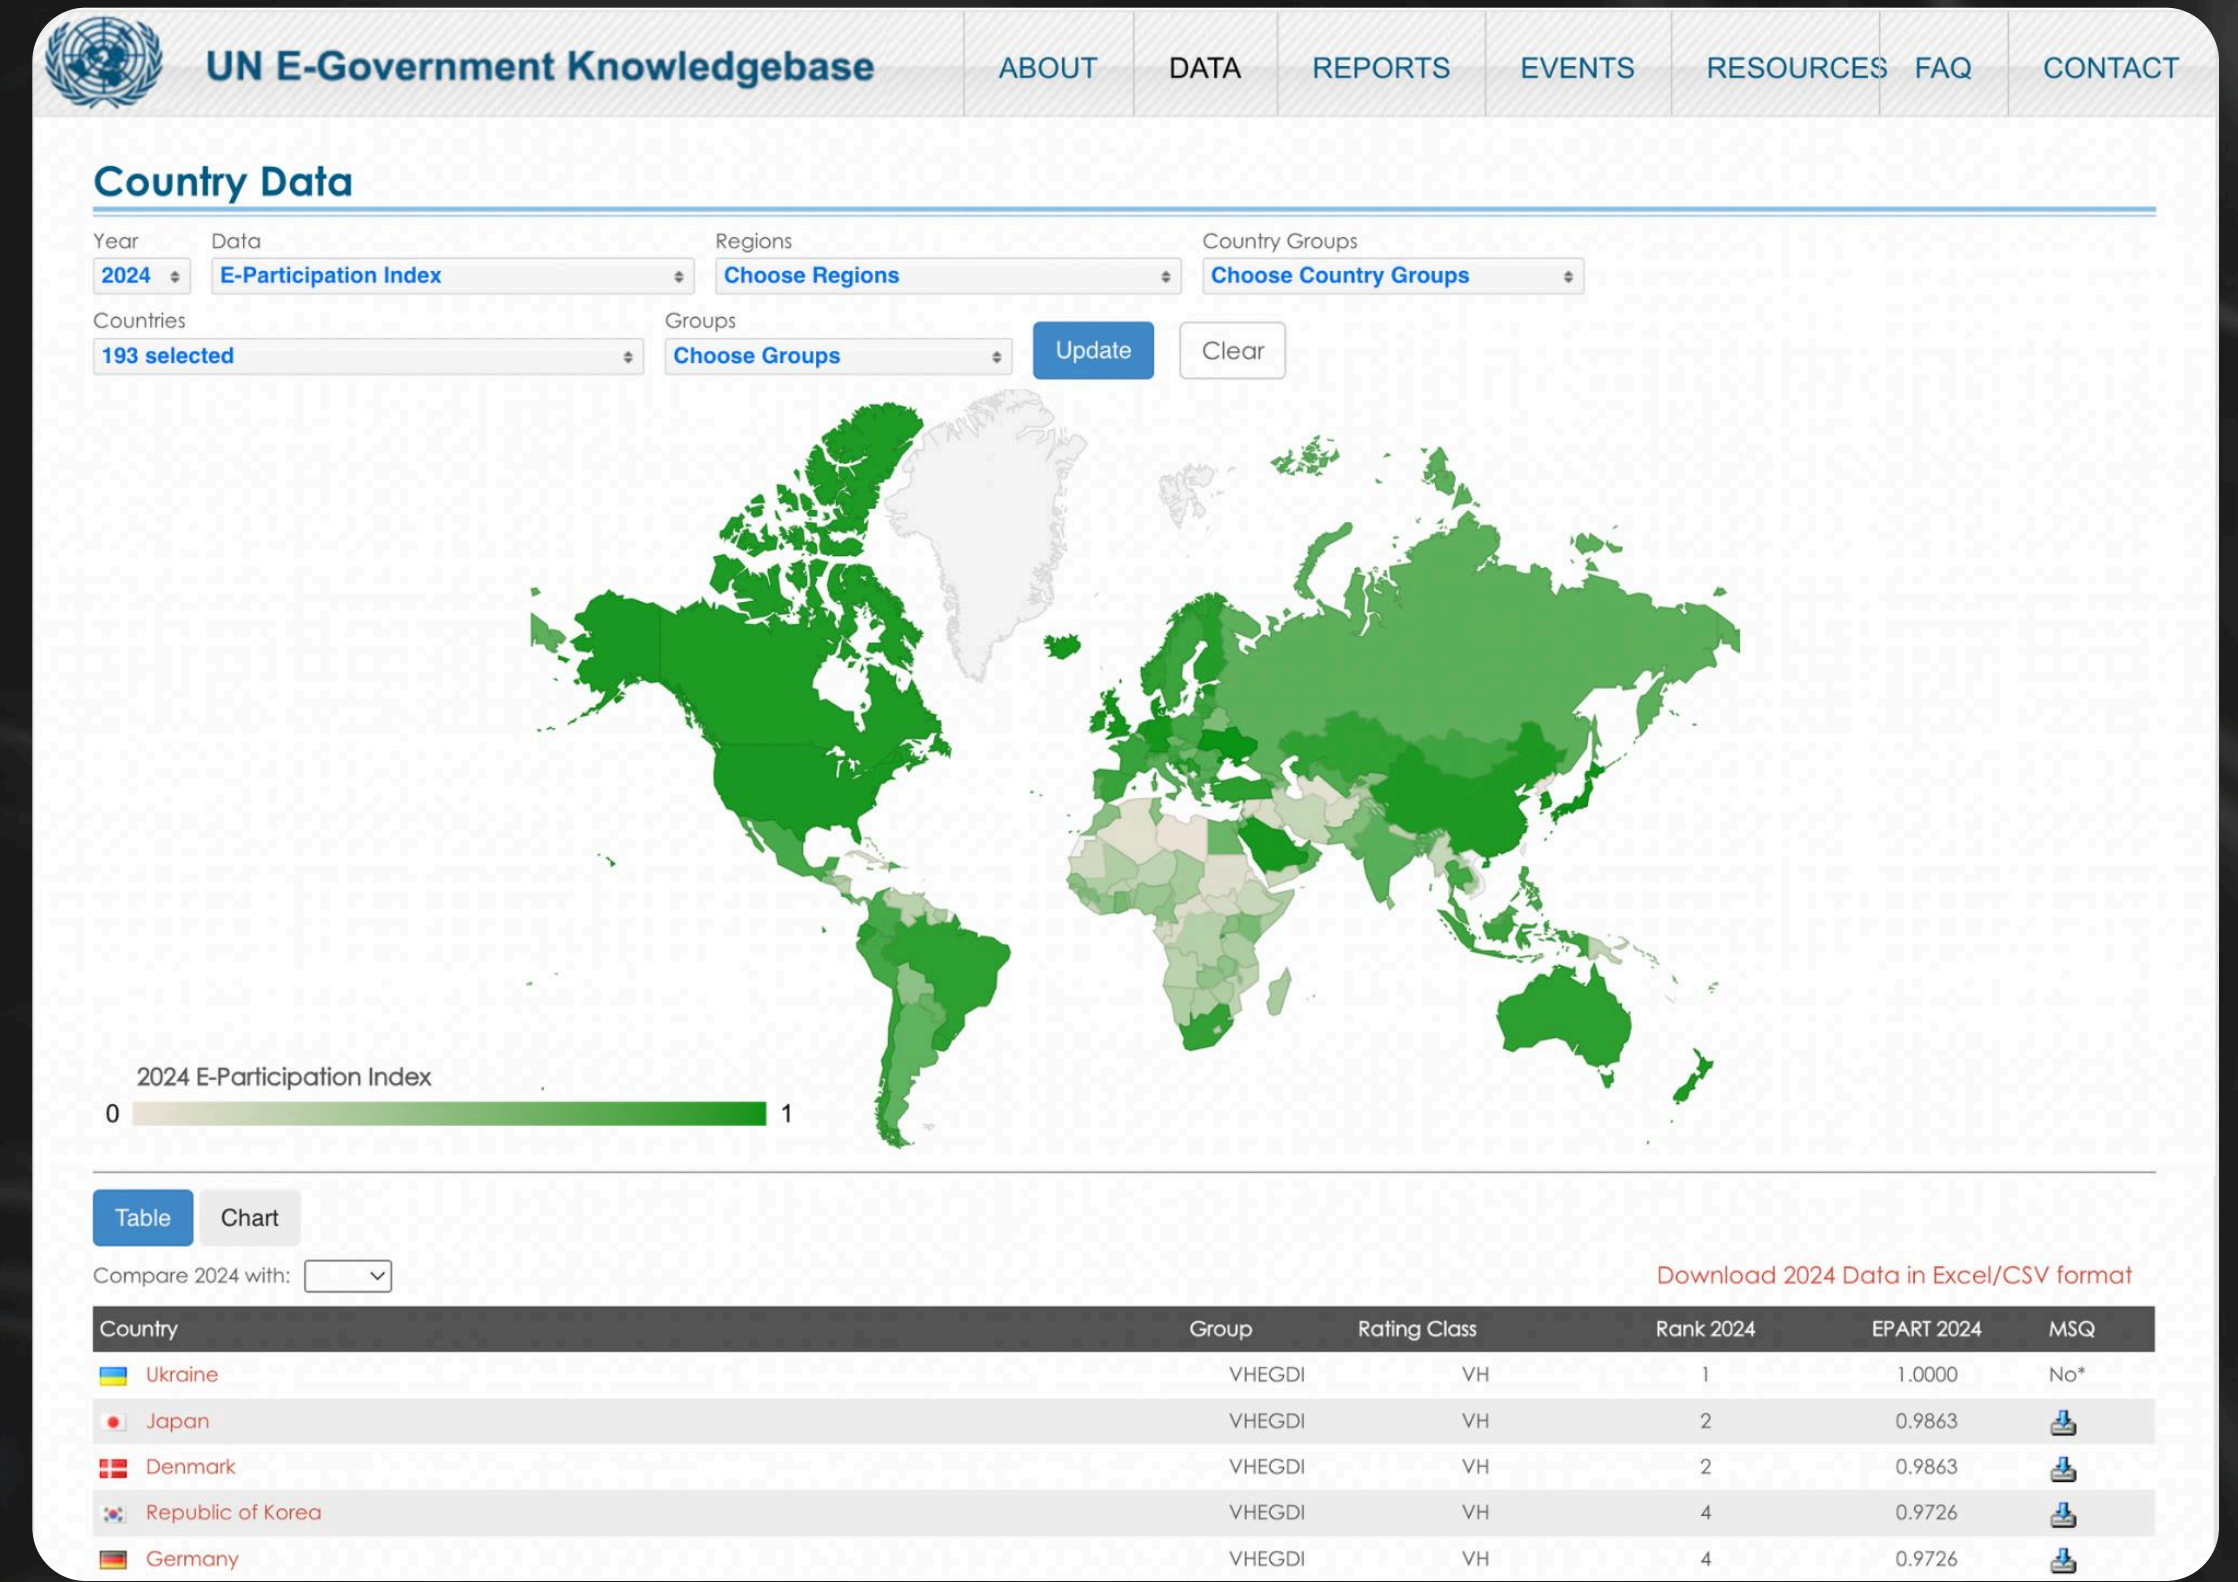 UN E-Government Knowledgebase
ABOUT DATA REPORTS EVENTS RESOURCES FAQ CONTACT
Country Data
Year Data Regions Country Groups
2024 E-Participation Index Choose Regions Choose Country Groups
Countries Groups
193 selected Choose Groups Update Clear
2024 E-Participation Index
0 1
Table Chart
Compare 2024 with:
Download 2024 Data in Excel/CSV format
Country Group Rating Class Rank 2024 EPART 2024 MSQ
Ukraine VHEGDI VH 1 1.0000 No*
Japan VHEGDI VH 2 0.9863
Denmark VHEGDI VH 2 0.9863
Republic of Korea VHEGDI VH 4 0.9726
Germany VHEGDI VH 4 0.9726